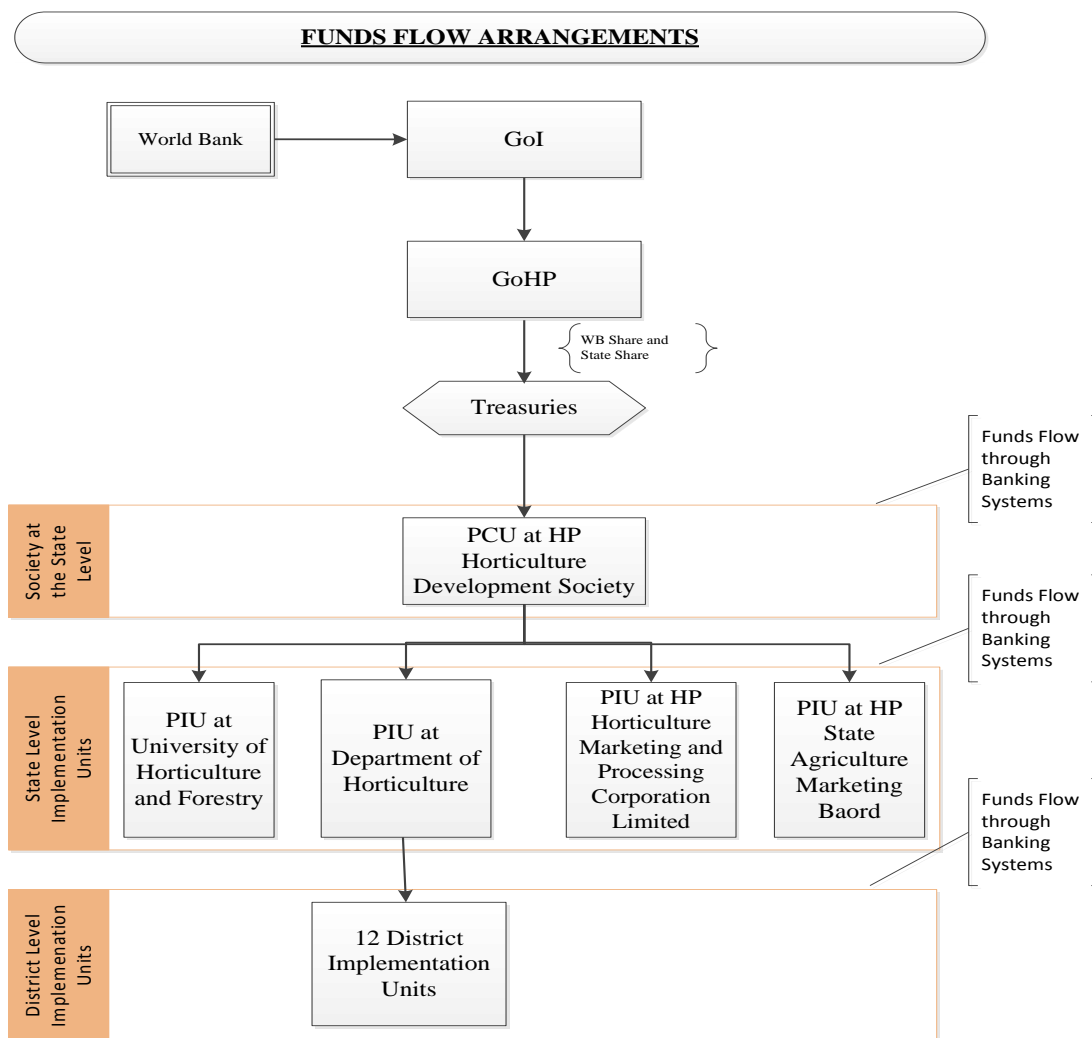 FUNDS FLOW ARRANGEMENTS
World Bank
GoI
GoHP
WB Share and
State Share
Treasuries
Funds Flow
through
Banking
Systems
Society at
the State
Level
PCU at HP
Horticulture
Development Society
Funds Flow
through
Banking
Systems
State Level
Implementation
Units
PIU at
University of
Horticulture
and Forestry
PIU at
Department of
Horticulture
PIU at HP
Horticulture
Marketing and
Processing
Corporation
Limited
PIU at HP
State
Agriculture
Marketing
Baord
Funds Flow
through
Banking
Systems
District Level
Implemenation
Units
12 District
Implementation
Units